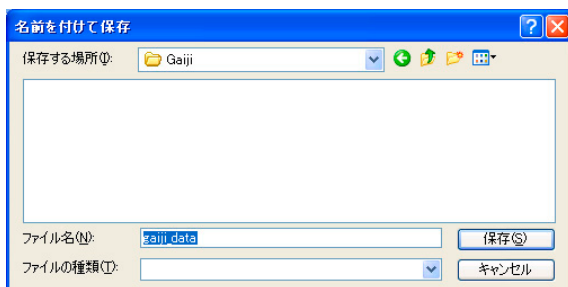 名前を付けて保存
保存する場所(I): Gaiji
ファイル名(N): gaiji_data 保存(S)
ファイルの種類(T): キャンセル